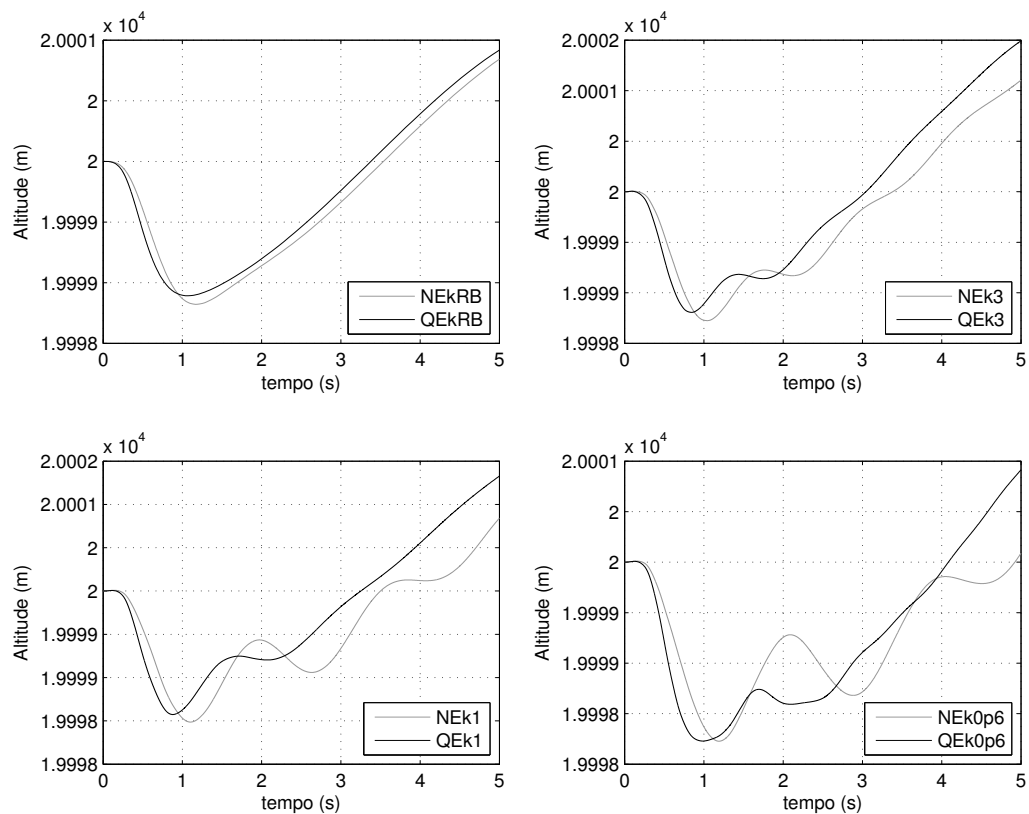 x 10^4
2.0001
2
2
1.9999
1.9999
1.9998
Altitude (m)
0 1 2 3 4 5
tempo (s)
NEkRB
QEkRB
x 10^4
2.0002
2.0001
2
2
1.9999
1.9999
1.9998
Altitude (m)
0 1 2 3 4 5
tempo (s)
NEk3
QEk3
x 10^4
2.0002
2.0001
2
2
1.9999
1.9999
1.9998
1.9998
Altitude (m)
0 1 2 3 4 5
tempo (s)
NEk1
QEk1
x 10^4
2.0001
2
2
1.9999
1.9999
1.9998
1.9998
Altitude (m)
0 1 2 3 4 5
tempo (s)
NEk0p6
QEk0p6